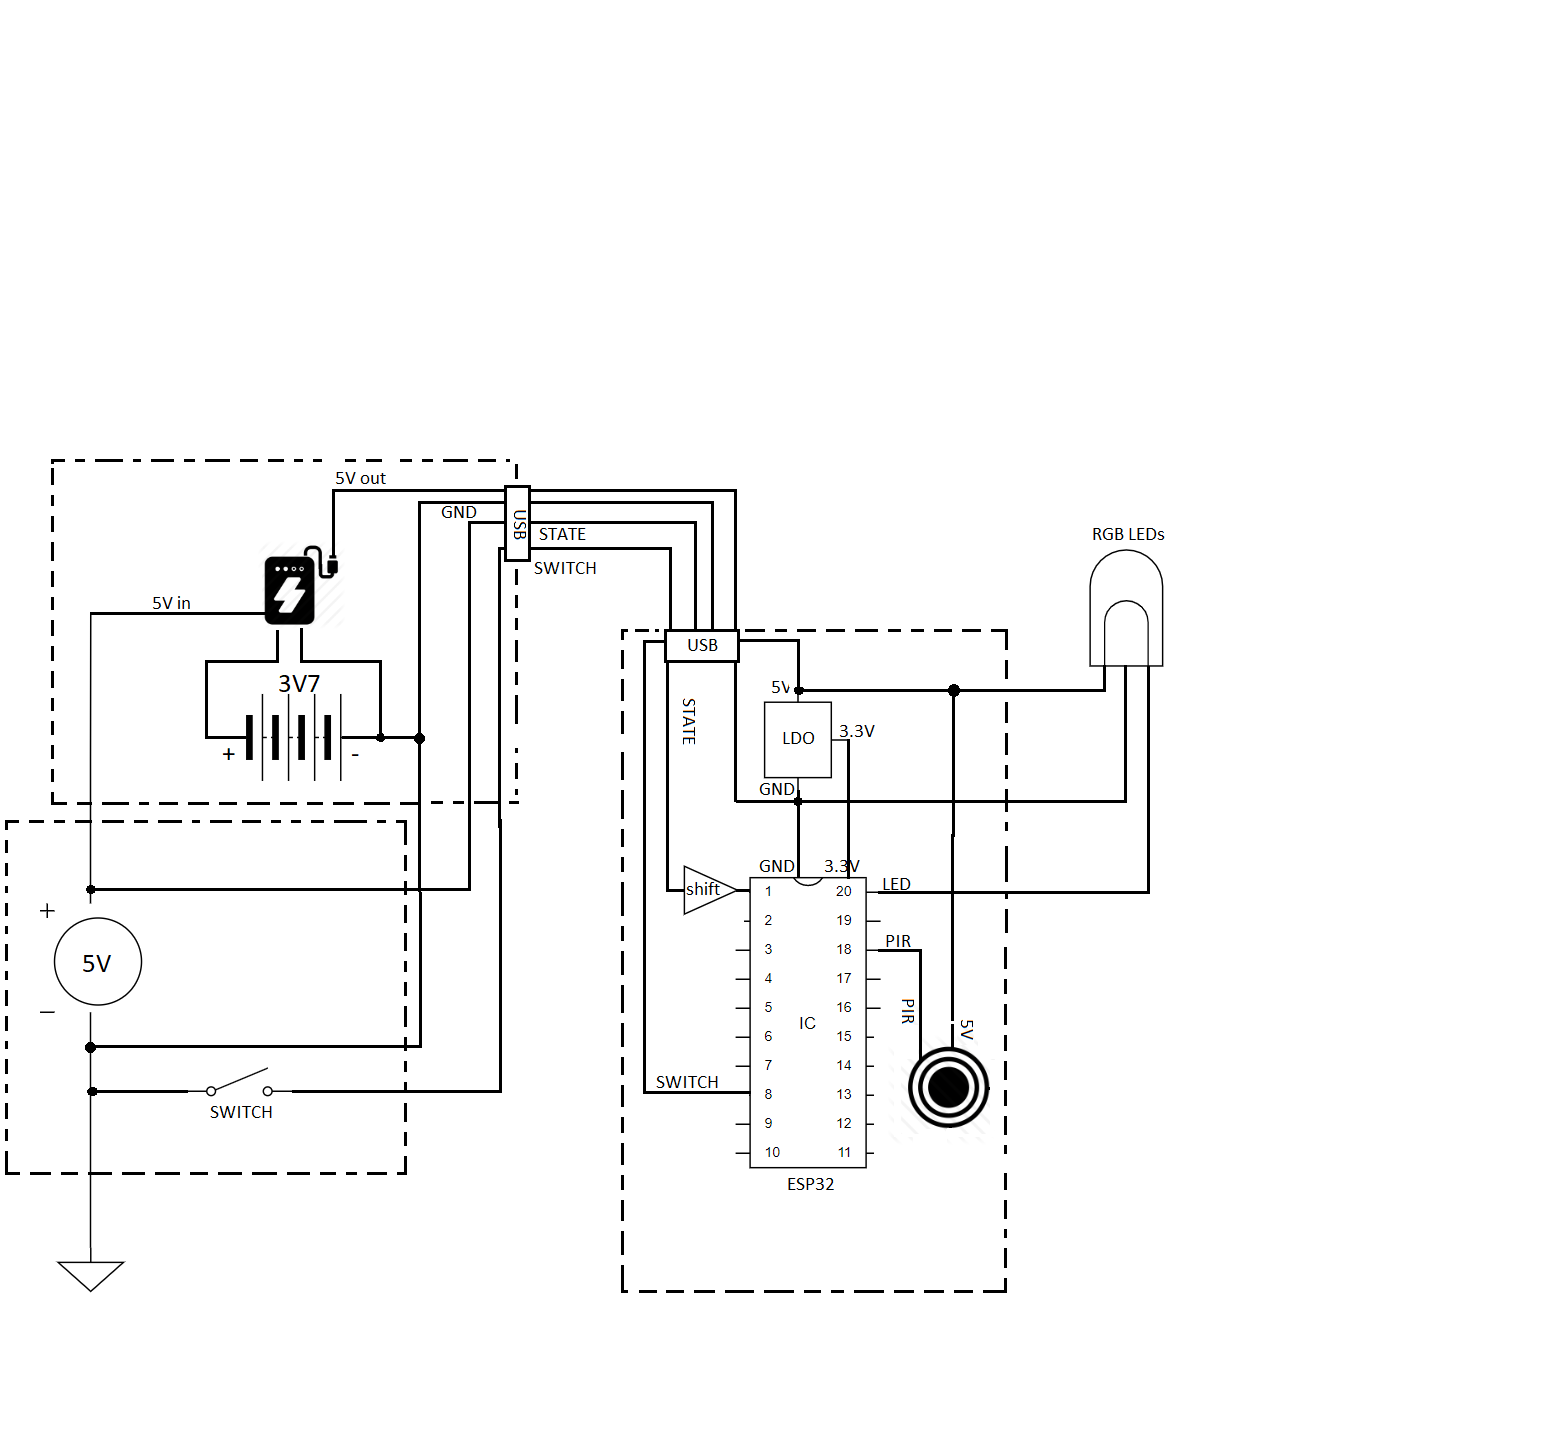 5V out
GND
USB
STATE
SWITCH
RGB LEDs
5V in
USB
3V7
+
-
STATE
5V
LDO
3.3V
GND
GND
3.3V
shift
1
20
LED
2
19
3
18
PIR
4
17
5
16
PIR
IC
5V
6
15
7
14
SWITCH
8
13
9
12
10
11
ESP32
+
5V
–
SWITCH